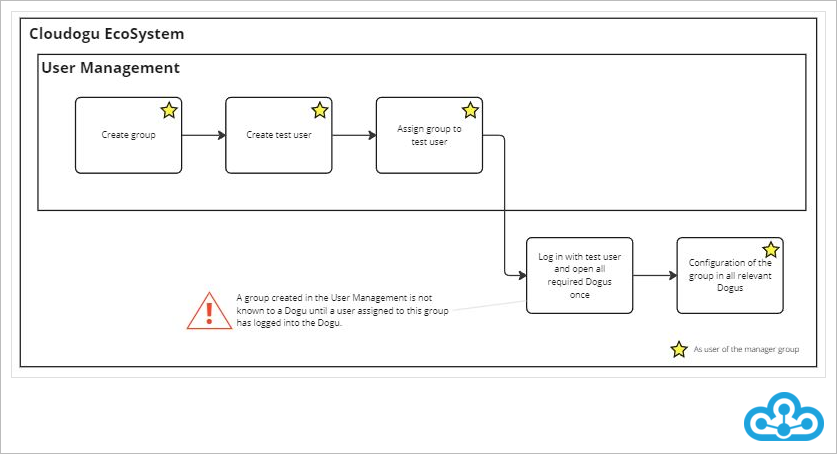 Cloudogu EcoSystem
User Management
Create group
Create test user
Assign group to
test user
Log in with test user
and open all
required Dogus
once
Configuration of the
group in all relevant
Dogus
A group created in the User Management is not
known to a Dogu until a user assigned to this group
has logged into the Dogu.
As user of the manager group